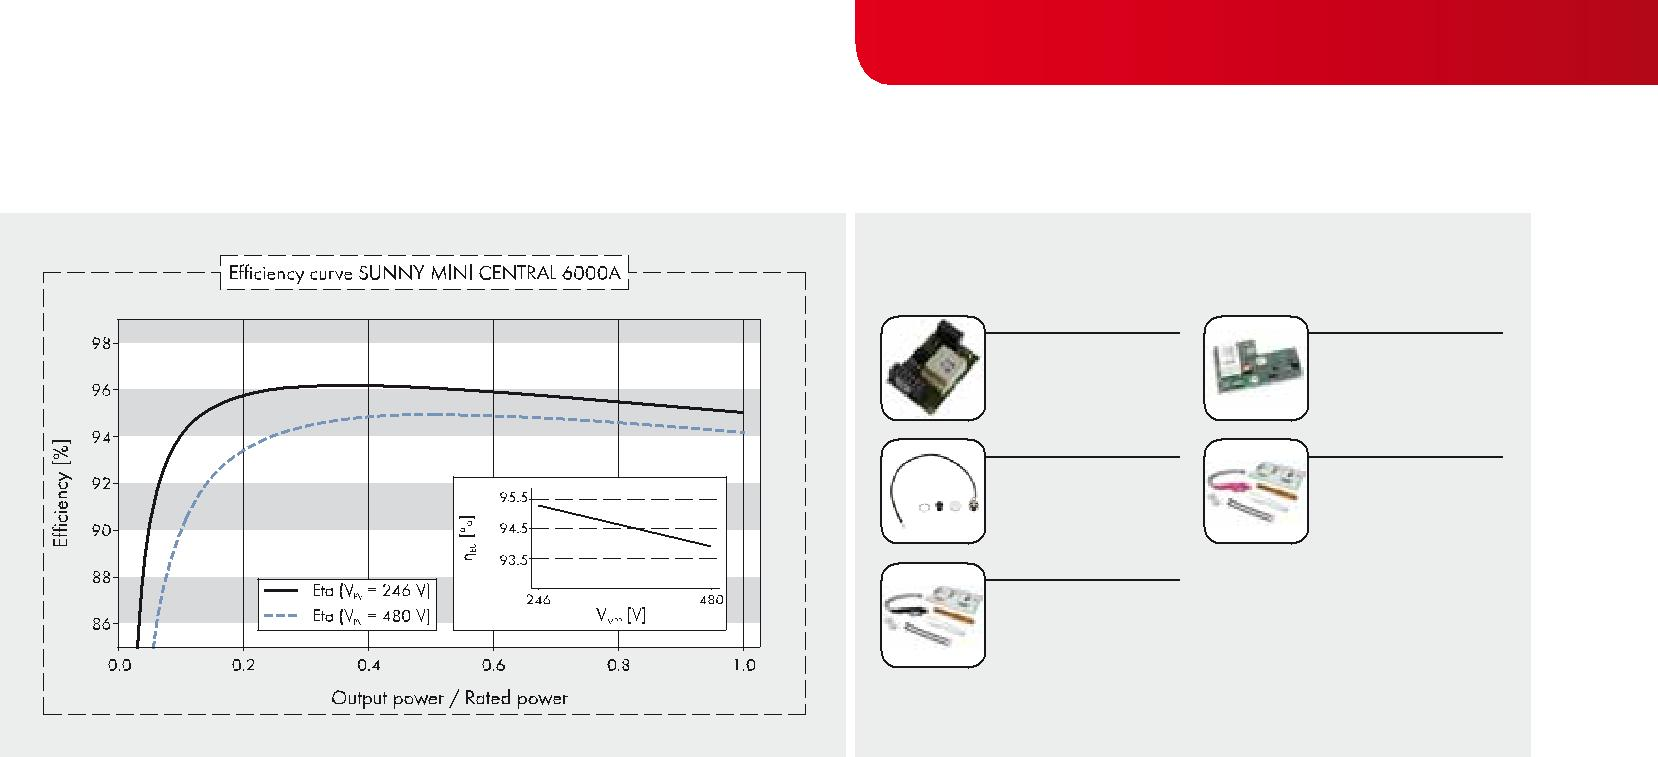 Efficiency curve SUNNY MINI CENTRAL 6000A
98
96
94
92
90
88
86
Efficiency [%]
0.0 0.2 0.4 0.6 0.8 1.0
Output power / Rated power
Eta (VPV = 246 V)
Eta (VPV = 480 V)
95.5
94.5
93.5
246 480
[V]